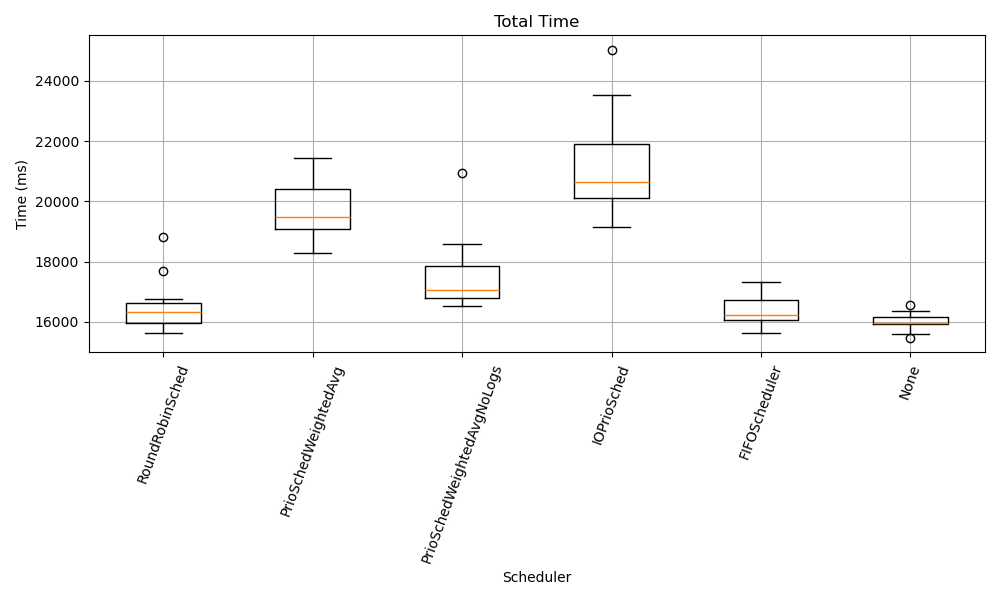 Total Time
Time (ms)
24000
22000
20000
18000
16000
RoundRobinSched
PrioSchedWeightedAvg
PrioSchedWeightedAvgNoLogs
IOPrioSched
FIFOScheduler
None
Scheduler